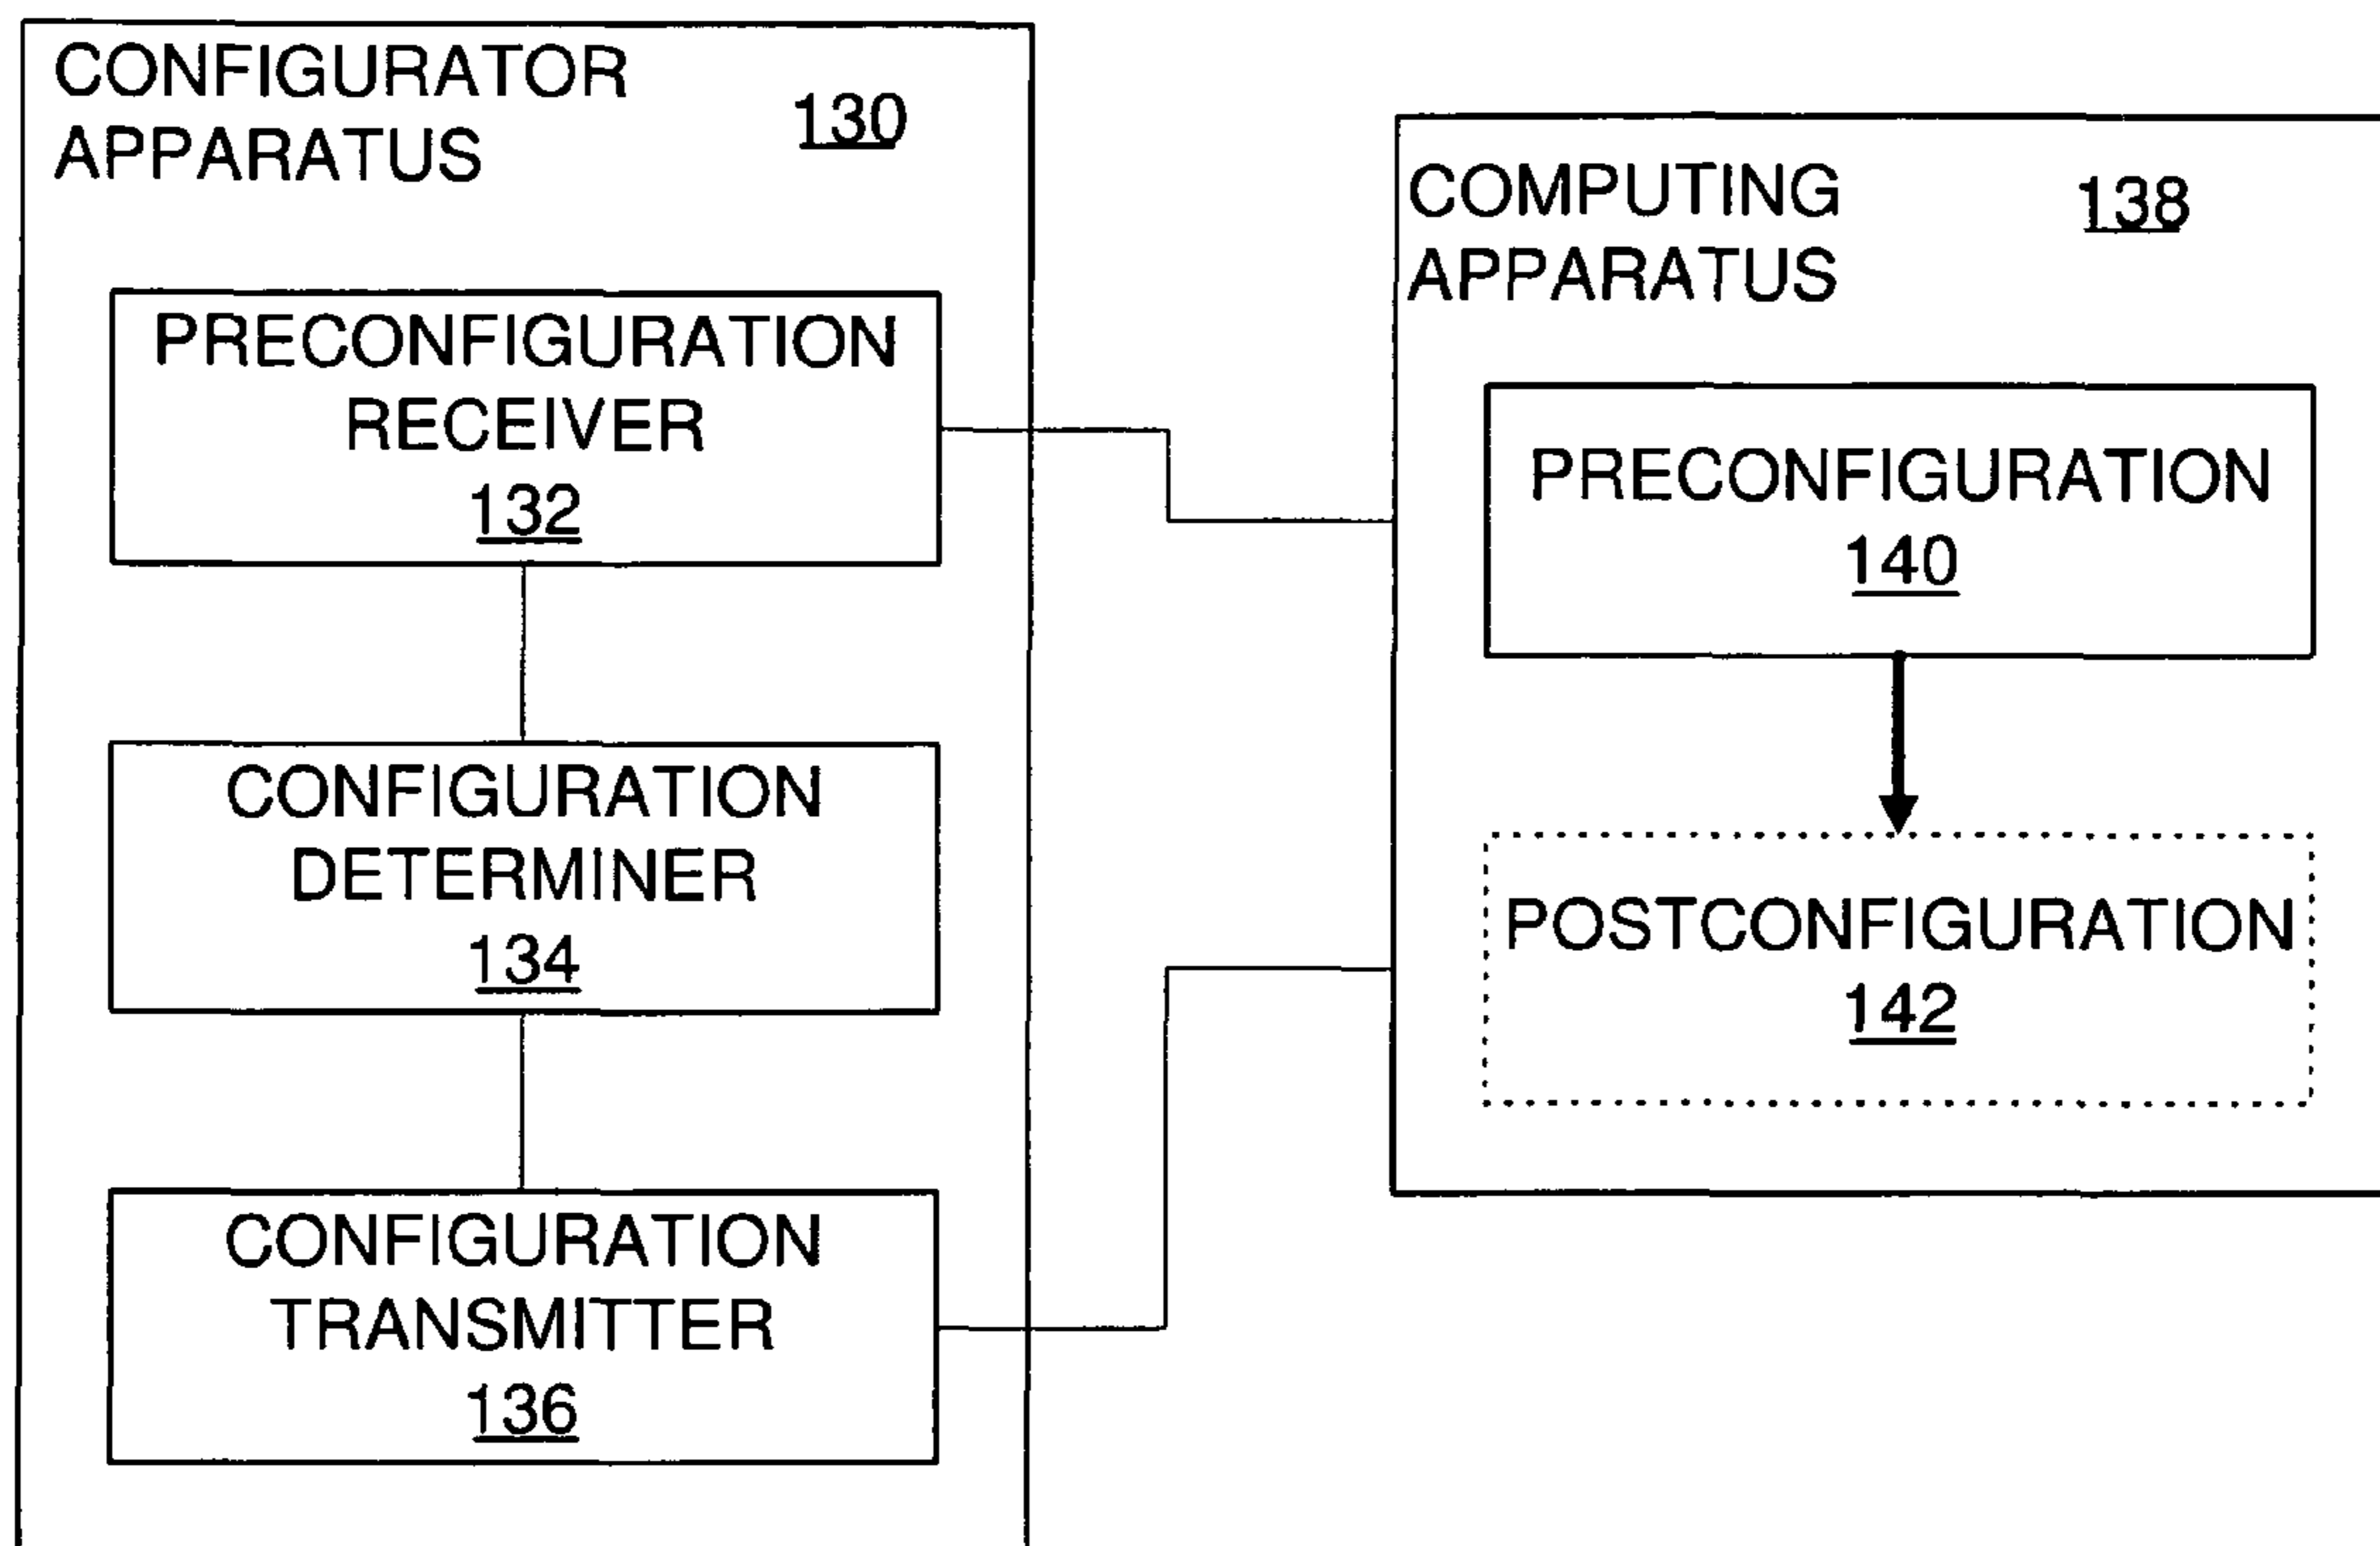 CONFIGURATOR
APPARATUS
130
PRECONFIGURATION
RECEIVER
132
CONFIGURATION
DETERMINER
134
CONFIGURATION
TRANSMITTER
136
COMPUTING
APPARATUS
138
PRECONFIGURATION
140
POSTCONFIGURATION
142